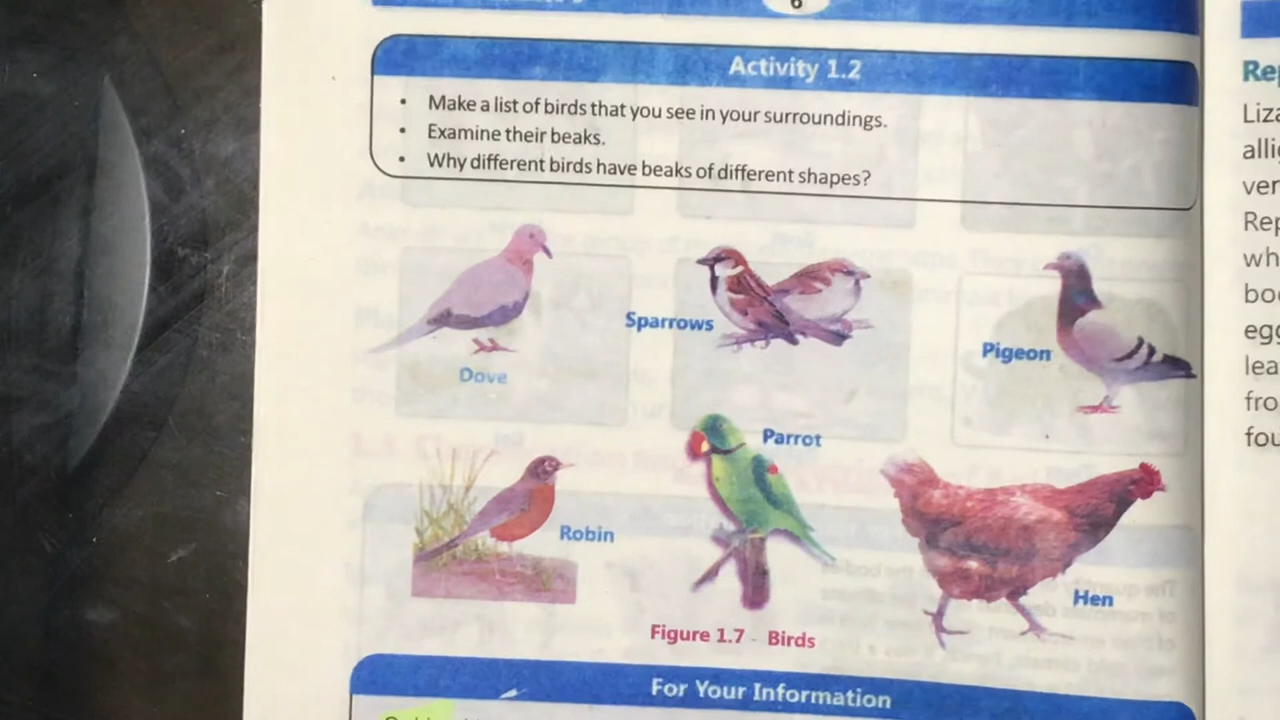 6
Activity 1.2
• Make a list of birds that you see in your surroundings.
• Examine their beaks.
• Why different birds have beaks of different shapes?
Sparrows
Pigeon
Dove
Parrot
Robin
Hen
Figure 1.7 - Birds
For Your Information
Rep
Liza
allig
ver
Rep
wh
bo
egg
lea
fro
fou